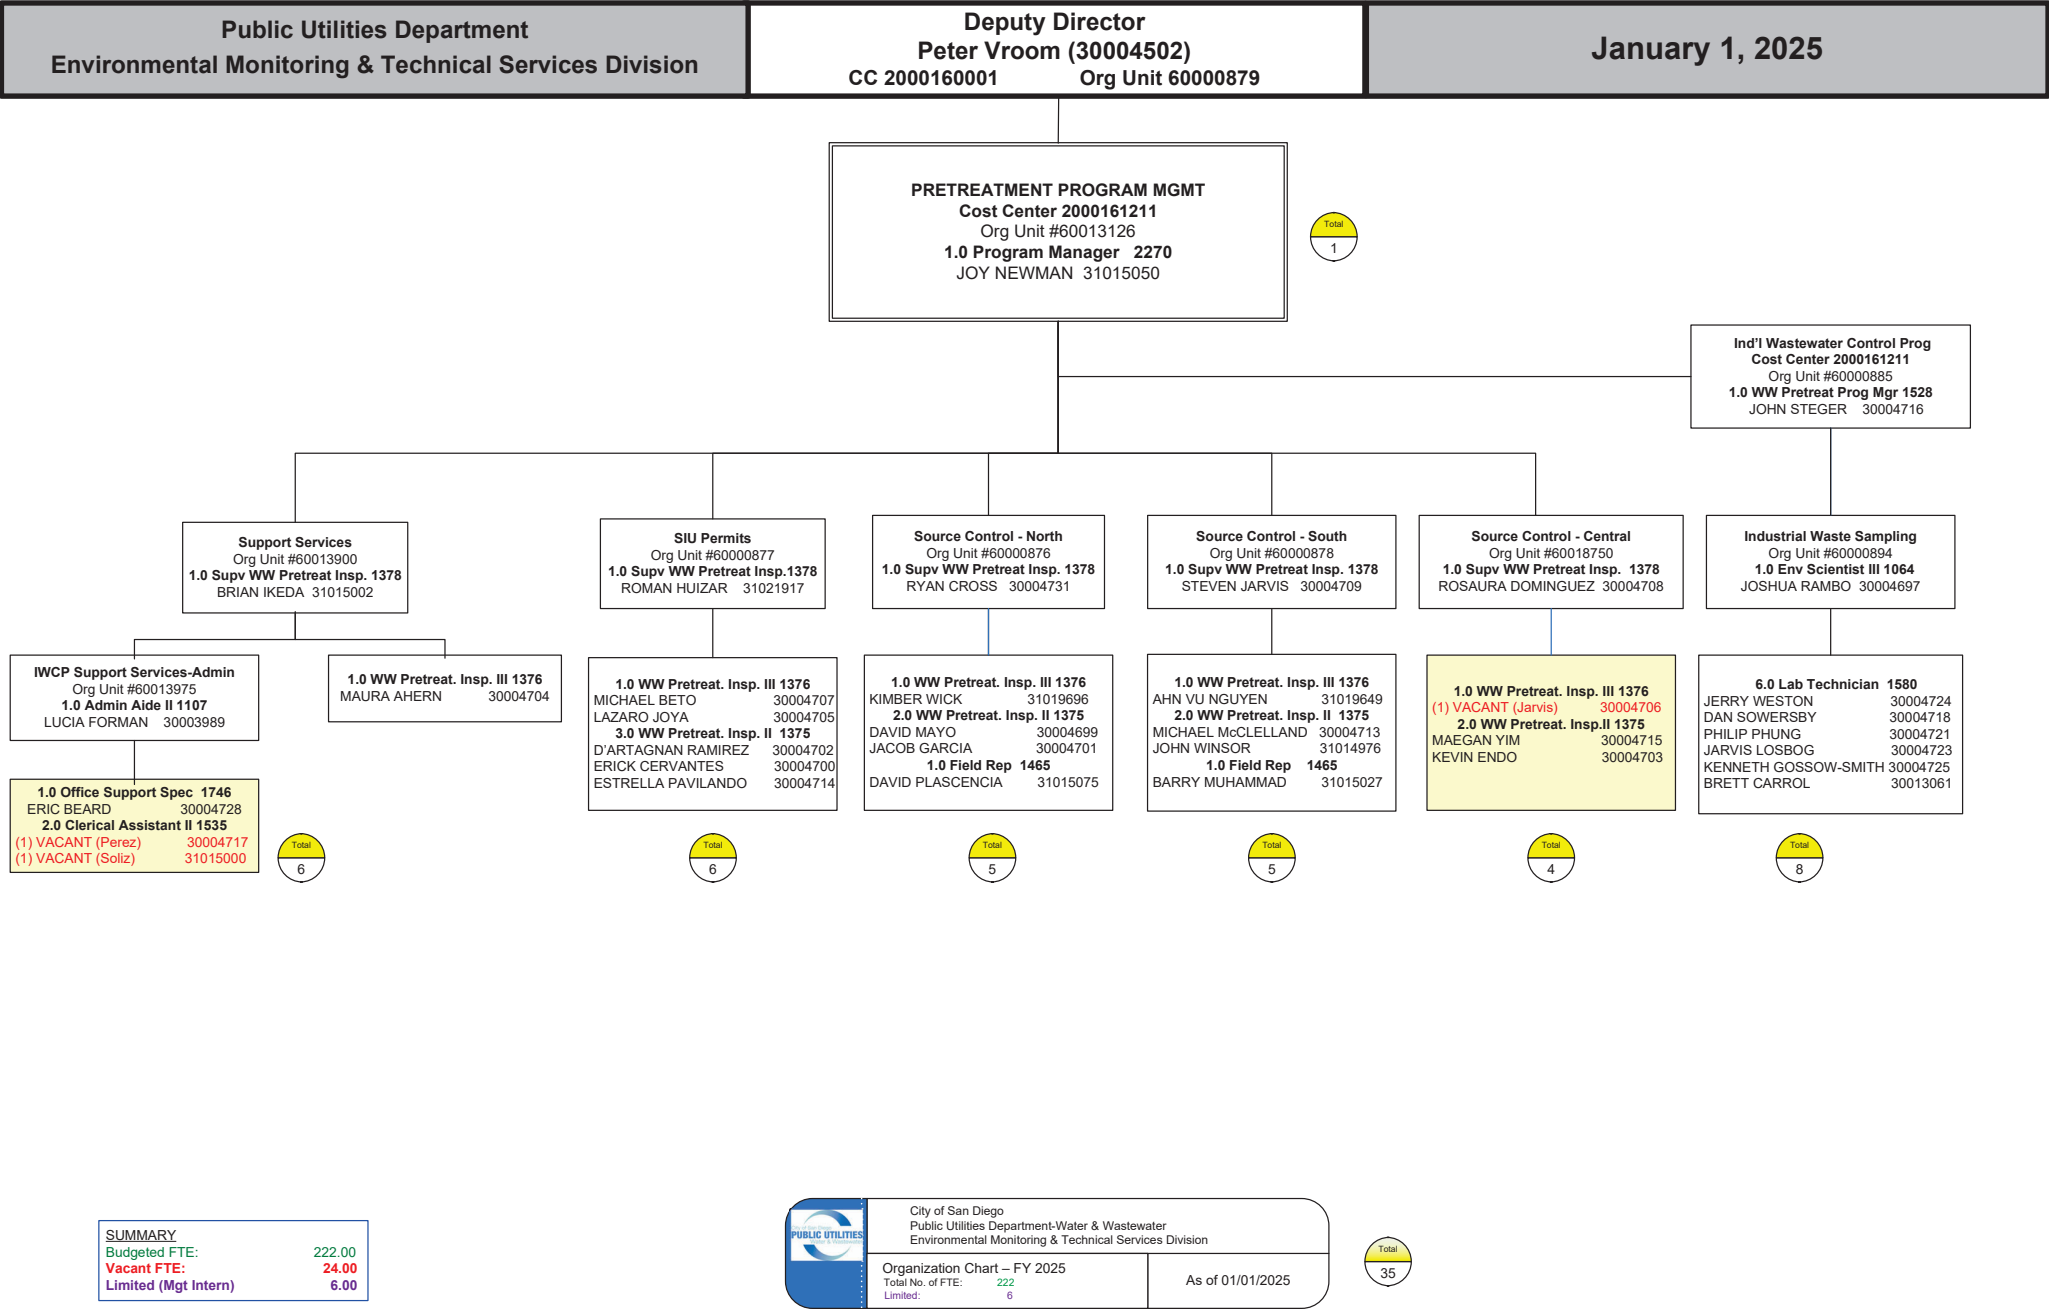 Public Utilities Department
Environmental Monitoring & Technical Services Division
Deputy Director
Peter Vroom (30004502)
CC 2000160001 Org Unit 60000879
January 1, 2025
PRETREATMENT PROGRAM MGMT
Cost Center 2000161211
Org Unit #60013126
1.0 Program Manager 2270
JOY NEWMAN 31015050
Total
1
Ind'l Wastewater Control Prog
Cost Center 2000161211
Org Unit #60000885
1.0 WW Pretreat Prog Mgr 1528
JOHN STEGER 30004716
Support Services
Org Unit #60013900
1.0 Supv WW Pretreat Insp. 1378
BRIAN IKEDA 31015002
SIU Permits
Org Unit #60000877
1.0 Supv WW Pretreat Insp.1378
ROMAN HUIZAR 31021917
Source Control - North
Org Unit #60000876
1.0 Supv WW Pretreat Insp. 1378
RYAN CROSS 30004731
Source Control - South
Org Unit #60000878
1.0 Supv WW Pretreat Insp. 1378
STEVEN JARVIS 30004709
Source Control - Central
Org Unit #60018750
1.0 Supv WW Pretreat Insp. 1378
ROSAURA DOMINGUEZ 30004708
Industrial Waste Sampling
Org Unit #60000894
1.0 Env Scientist III 1064
JOSHUA RAMBO 30004697
IWCP Support Services-Admin
Org Unit #60013975
1.0 Admin Aide II 1107
LUCIA FORMAN 30003989
1.0 WW Pretreat. Insp. III 1376
MAURA AHERN 30004704
1.0 WW Pretreat. Insp. III 1376
MICHAEL BETO 30004707
LAZARO JOYA 30004705
3.0 WW Pretreat. Insp. II 1375
D'ARTAGNAN RAMIREZ 30004702
ERICK CERVANTES 30004700
ESTRELLA PAVILANDO 30004714
1.0 WW Pretreat. Insp. III 1376
KIMBER WICK 31019696
2.0 WW Pretreat. Insp. II 1375
DAVID MAYO 30004699
JACOB GARCIA 30004701
1.0 Field Rep 1465
DAVID PLASCENCIA 31015075
1.0 WW Pretreat. Insp. III 1376
AHN VU NGUYEN 31019649
2.0 WW Pretreat. Insp. II 1375
MICHAEL McCLELLAND 30004713
JOHN WINSOR 31014976
1.0 Field Rep 1465
BARRY MUHAMMAD 31015027
1.0 WW Pretreat. Insp. III 1376
(1) VACANT (Jarvis) 30004706
2.0 WW Pretreat. Insp.II 1375
MAEGAN YIM 30004715
KEVIN ENDO 30004703
6.0 Lab Technician 1580
JERRY WESTON 30004724
DAN SOWERSBY 30004718
PHILIP PHUNG 30004721
JARVIS LOSBOG 30004723
KENNETH GOSSOW-SMITH 30004725
BRETT CARROL 30013061
1.0 Office Support Spec 1746
ERIC BEARD 30004728
2.0 Clerical Assistant II 1535
(1) VACANT (Perez) 30004717
(1) VACANT (Soliz) 31015000
Total
6
Total
6
Total
5
Total
5
Total
4
Total
8
SUMMARY
Budgeted FTE: 222.00
Vacant FTE: 24.00
Limited (Mgt Intern) 6.00
City of San Diego
PUBLIC UTILITIES
Water & Wastewater
City of San Diego
Public Utilities Department-Water & Wastewater
Environmental Monitoring & Technical Services Division
Organization Chart – FY 2025
Total No. of FTE: 222
Limited: 6
As of 01/01/2025
Total
35